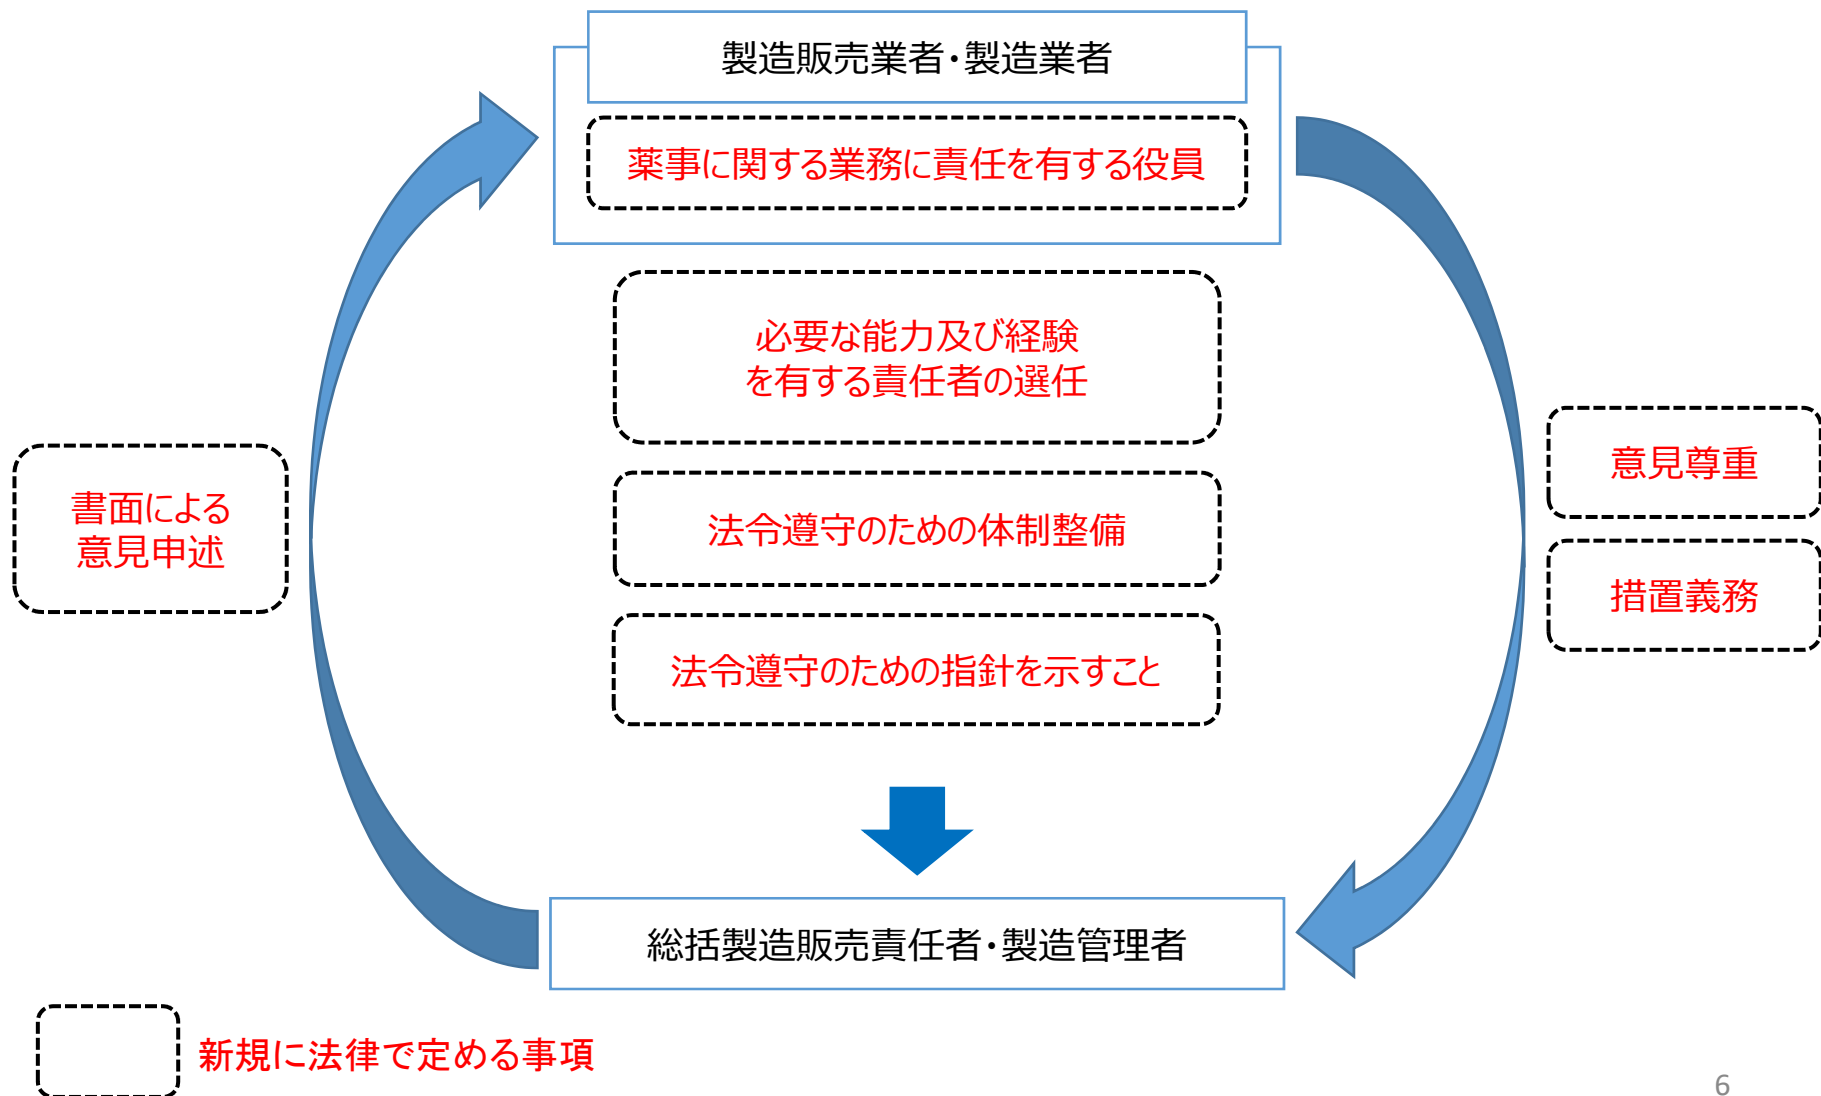 製造販売業者・製造業者
薬事に関する業務に責任を有する役員
必要な能力及び経験
を有する責任者の選任
書面による
意見申述
意見尊重
法令遵守のための体制整備
措置義務
法令遵守のための指針を示すこと
総括製造販売責任者・製造管理者
新規に法律で定める事項
6